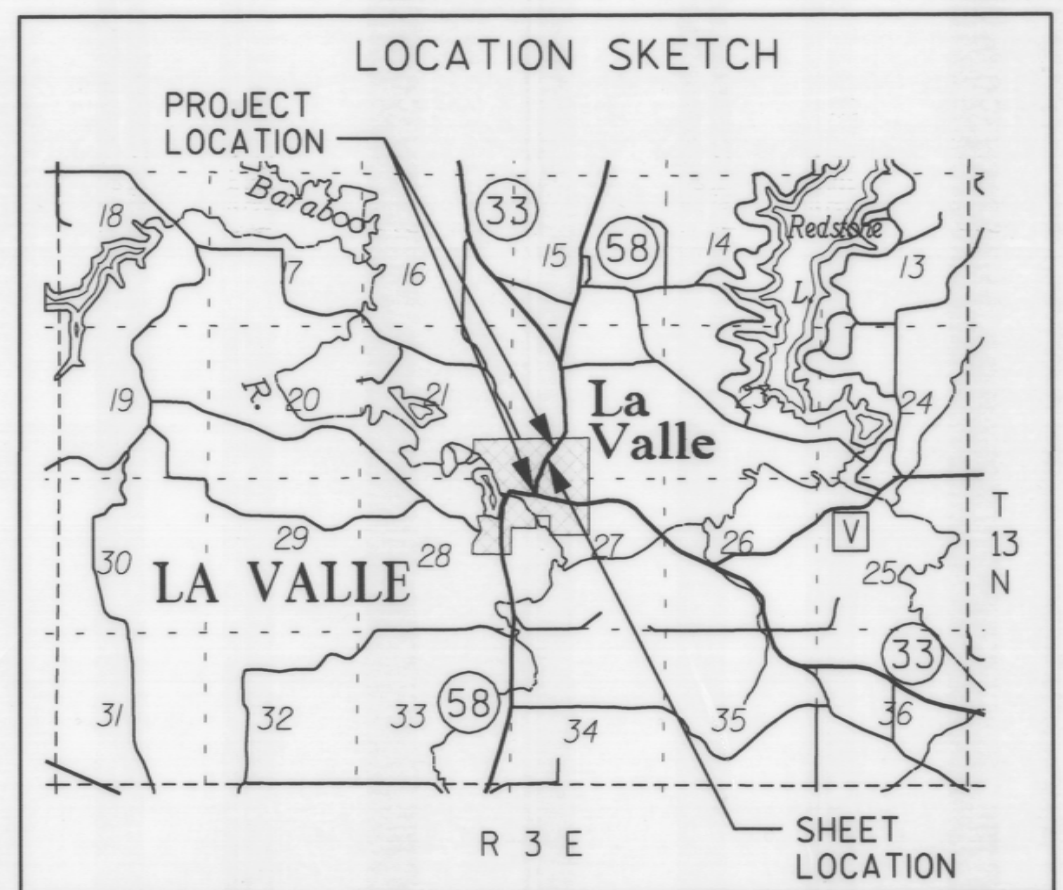 LOCATION SKETCH
PROJECT
LOCATION
Baraboo
33
58
Redstone
L.
18
17
16
15
14
13
R.
19
20
21
La
Valle
24
30
29
28
27
26
V
25
T
13
N
LA VALLE
33
31
32
33
58
34
35
36
R 3 E
SHEET
LOCATION